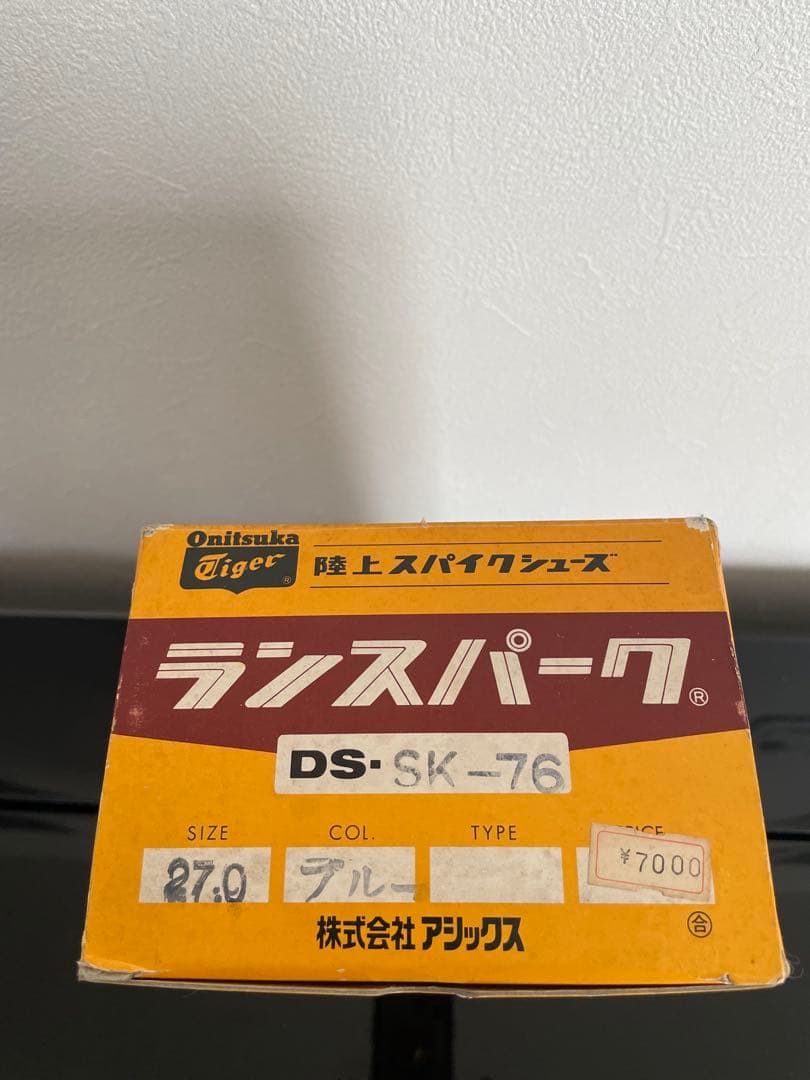 Onitsuka
Tiger ®
陸上スパイクシューズ
ランスパーク®
DS・SK-76
SIZE COL. TYPE
27.0 ブルー ¥7000
株式会社アシックス 合